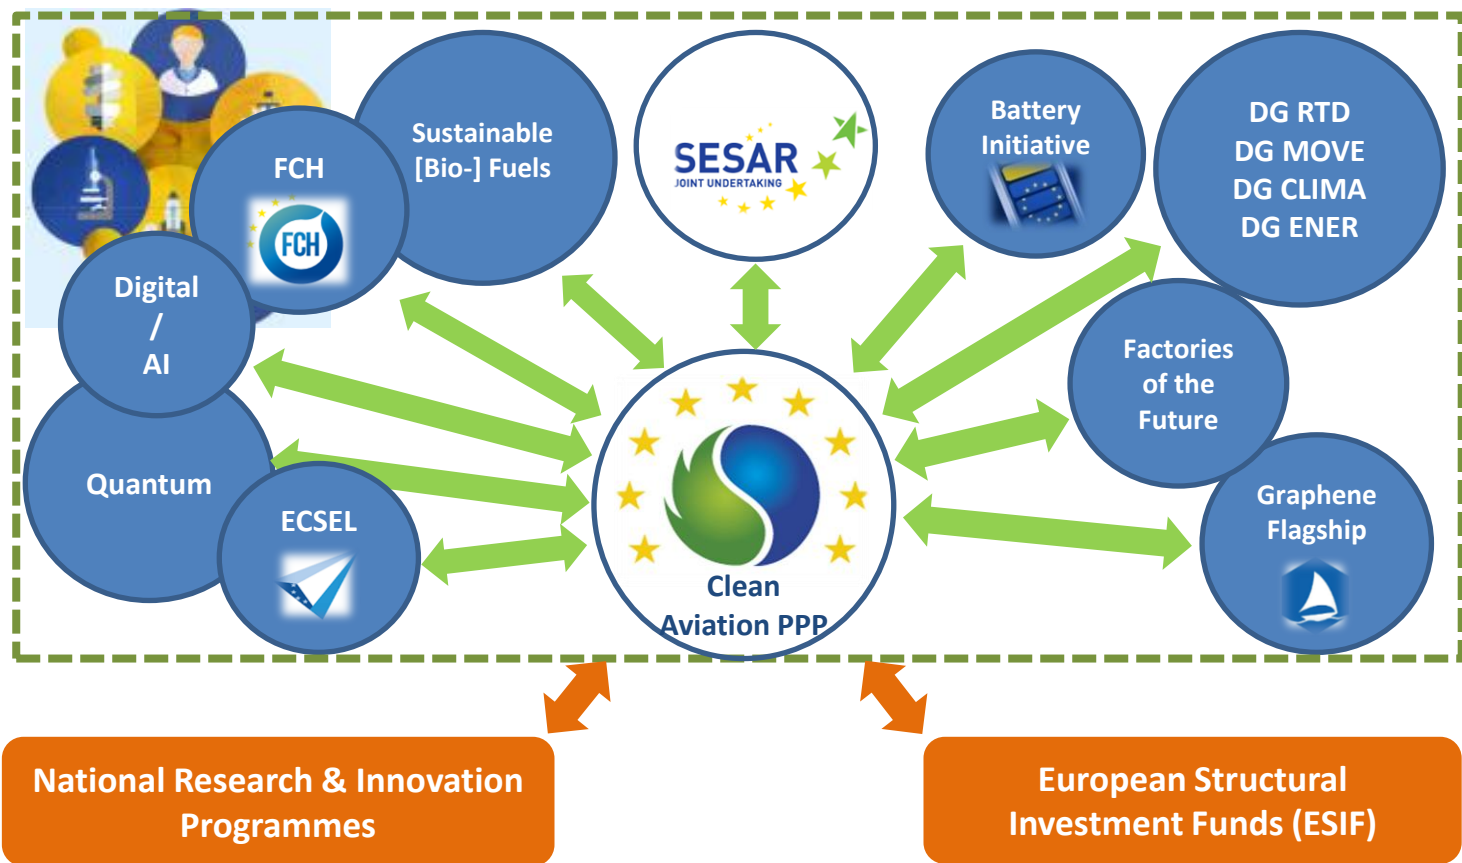 Sustainable
[Bio-] Fuels
FCH
FCH
Digital
/
AI
Quantum
ECSEL
SESAR
JOINT UNDERTAKING
Battery
Initiative
DG RTD
DG MOVE
DG CLIMA
DG ENER
Factories
of the
Future
Graphene
Flagship
Clean
Aviation PPP
National Research & Innovation
Programmes
European Structural
Investment Funds (ESIF)